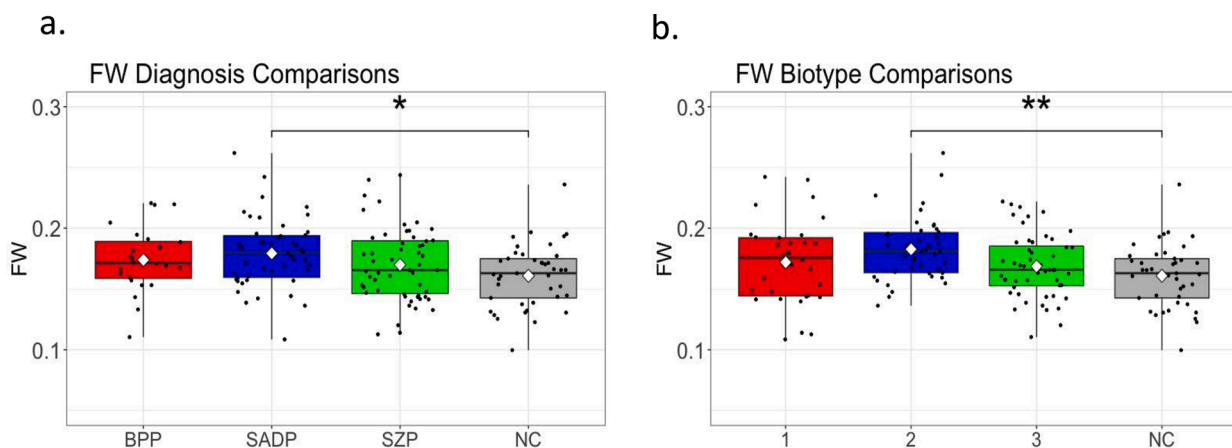 a.
FW Diagnosis Comparisons
*
0.3
0.2
0.1
FW
BPP SADP SZP NC
b.
FW Biotype Comparisons
**
0.3
0.2
0.1
FW
1 2 3 NC